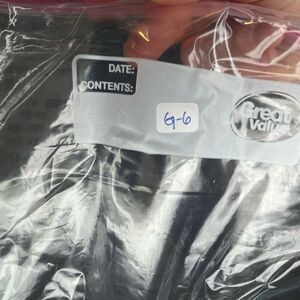 DATE:
CONTENTS:
G-6
Great
Value